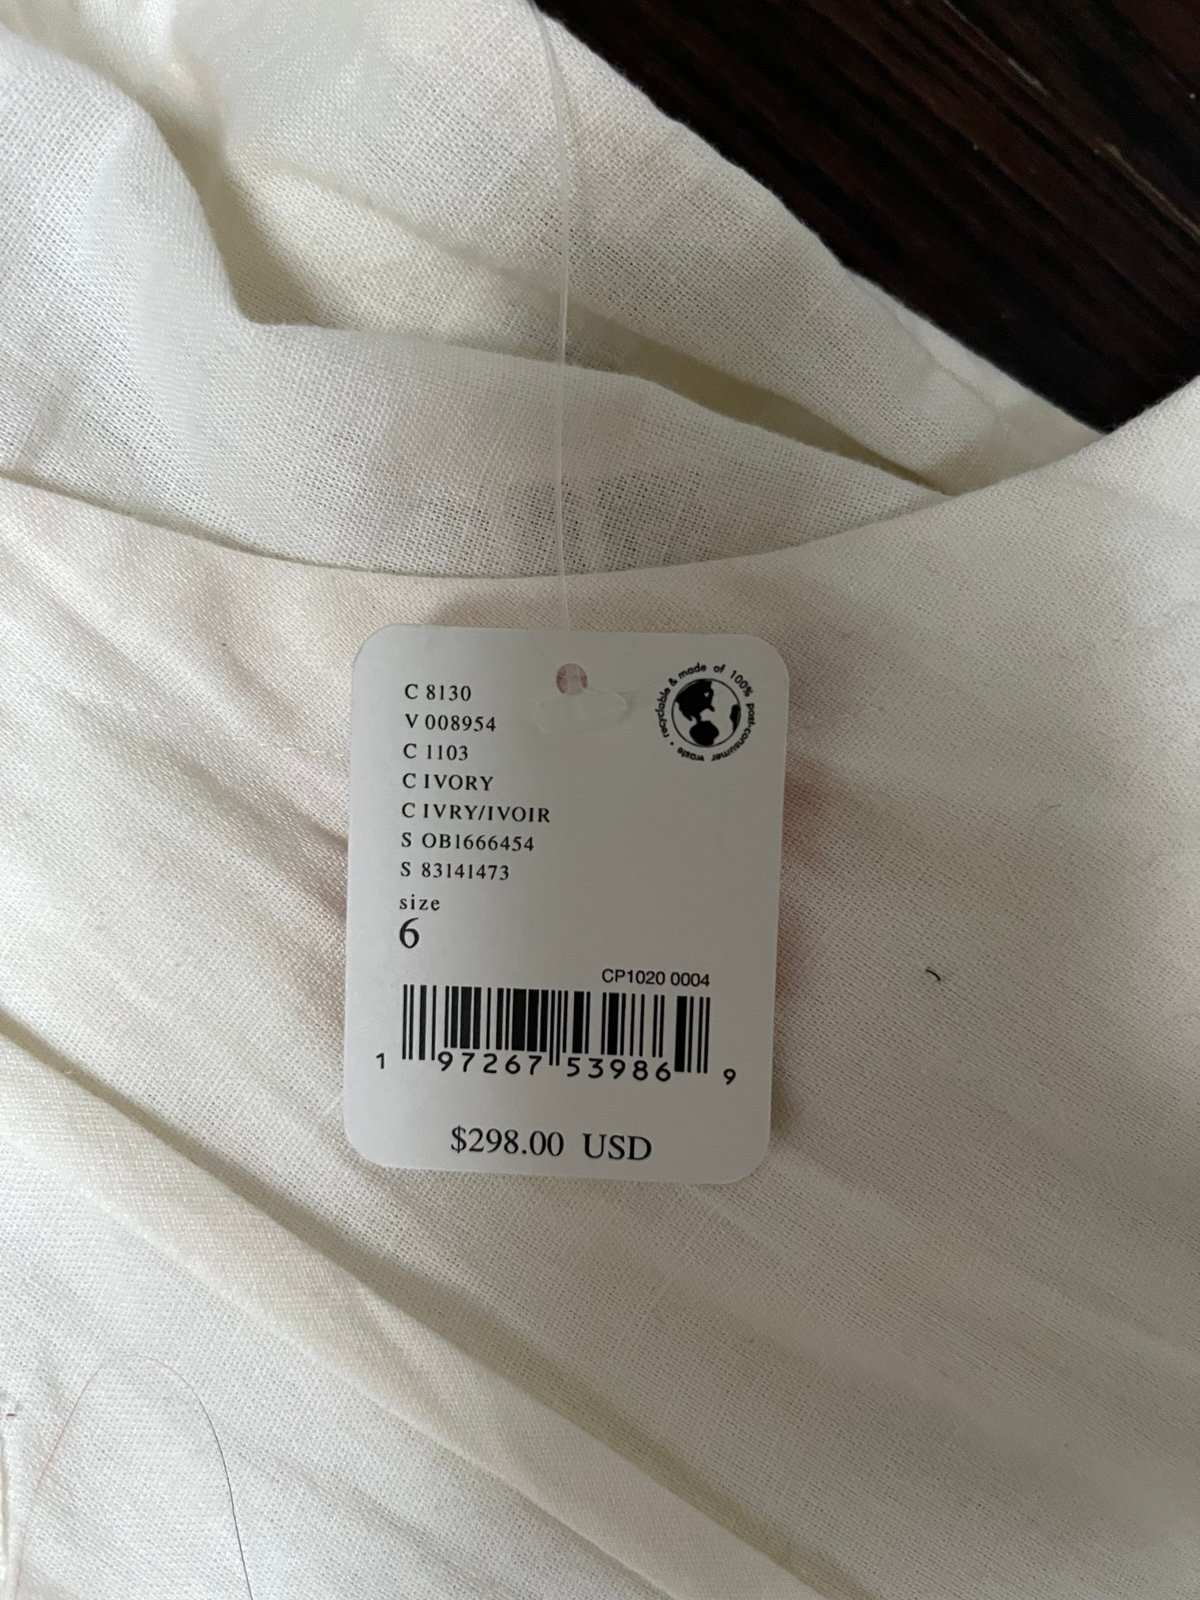 C 8130
V 008954
C 1103
C IVORY
C IVRY/IVOIR
S OB1666454
S 83141473
size
6
recyclable & made of 100% post-consumer waste •
CP1020 0004
1 97267 53986 9
$298.00 USD